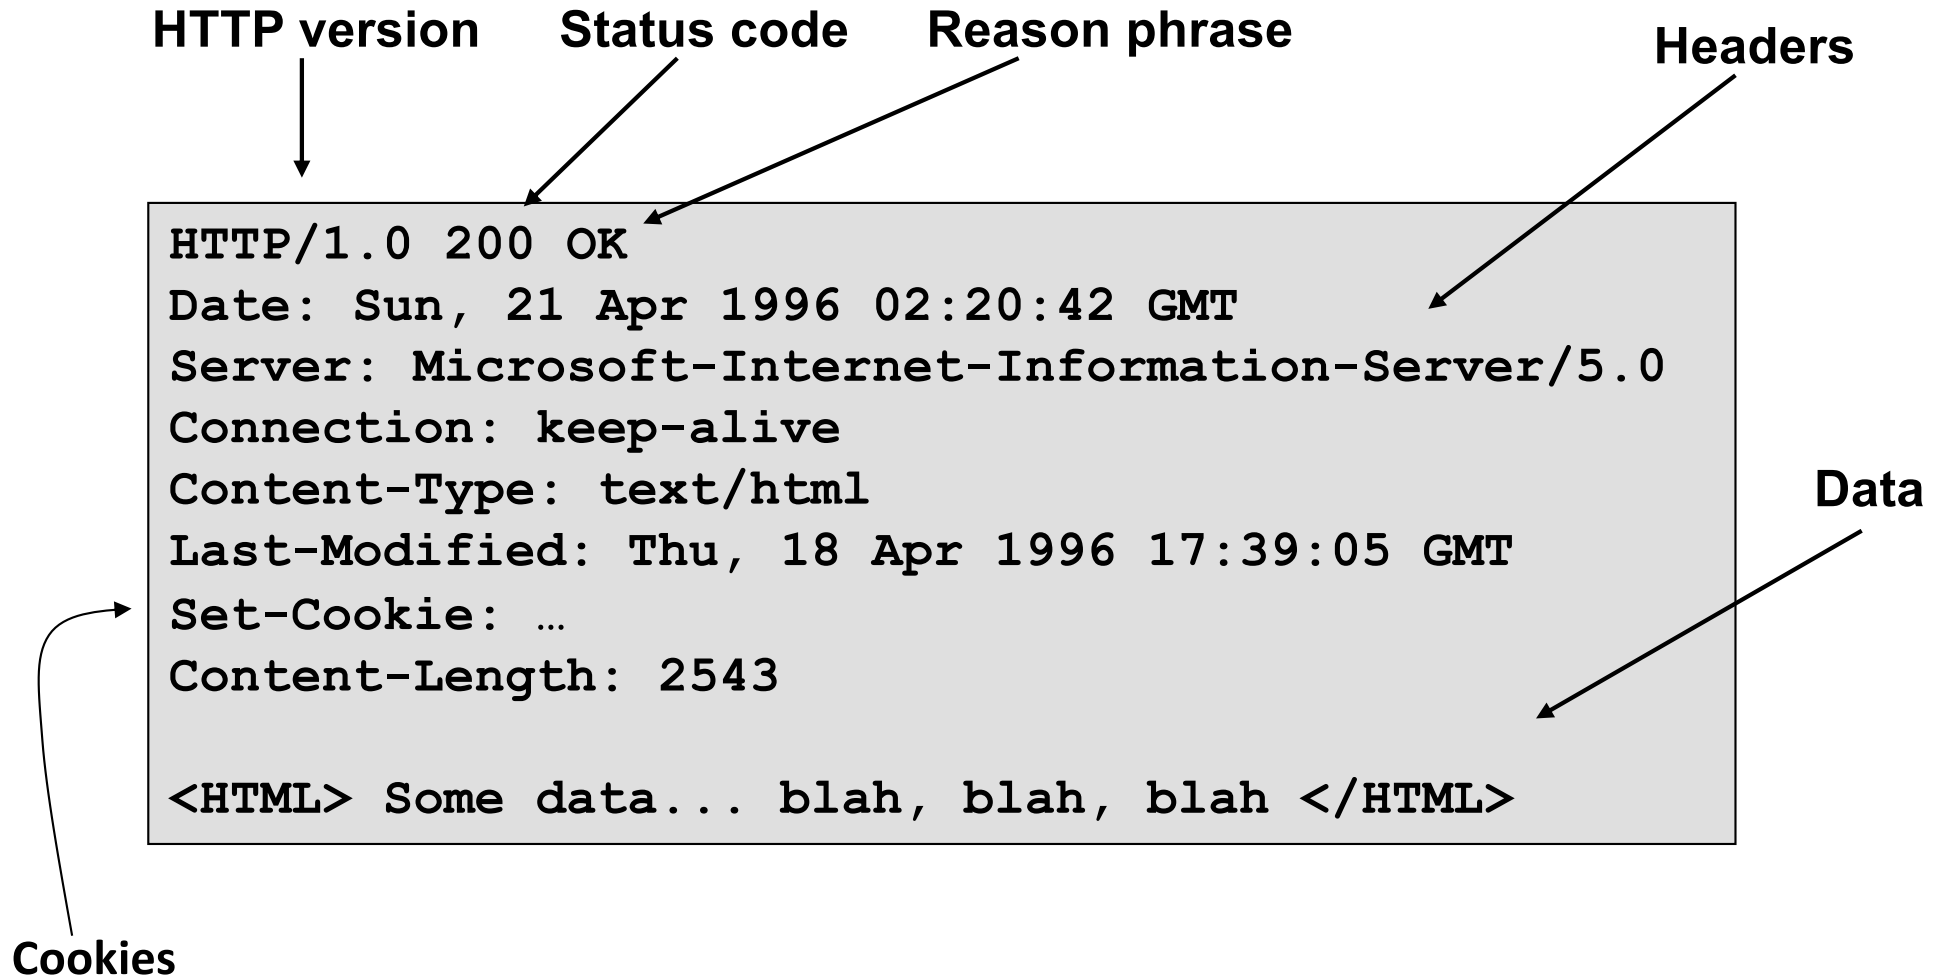 HTTP version Status code Reason phrase
Headers
HTTP/1.0 200 OK
Date: Sun, 21 Apr 1996 02:20:42 GMT
Server: Microsoft-Internet-Information-Server/5.0
Connection: keep-alive
Content-Type: text/html
Data
Last-Modified: Thu, 18 Apr 1996 17:39:05 GMT
Set-Cookie: …
Content-Length: 2543
<HTML> Some data... blah, blah, blah </HTML>
Cookies